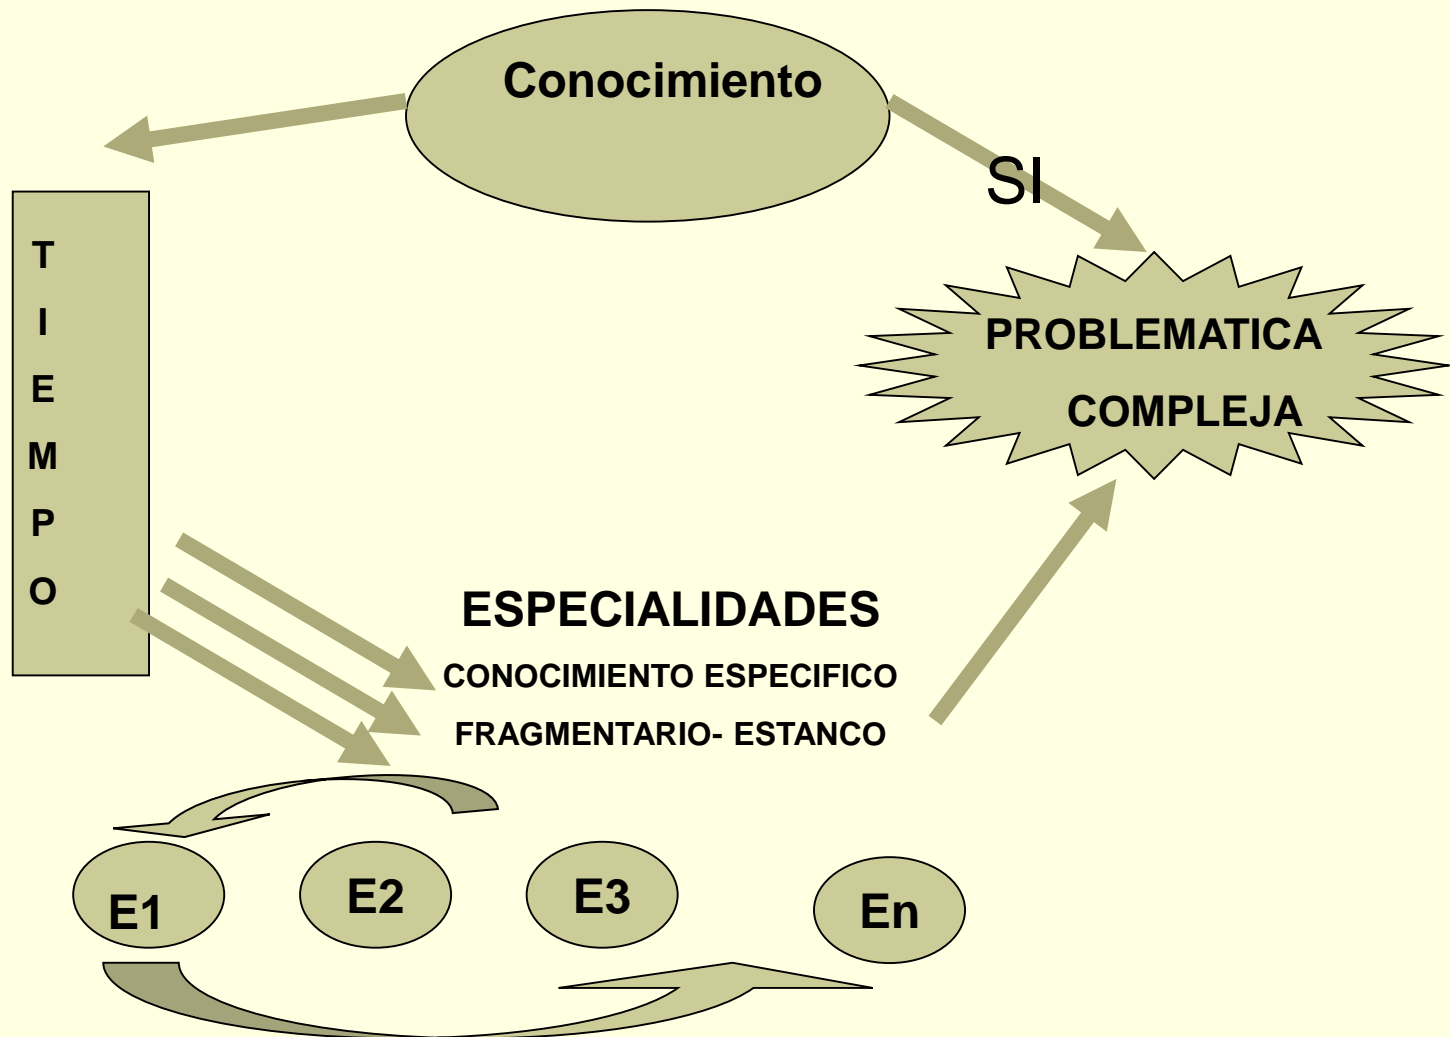 Conocimiento
SI
T
I
E
M
P
O
PROBLEMATICA
COMPLEJA
ESPECIALIDADES
CONOCIMIENTO ESPECIFICO
FRAGMENTARIO- ESTANCO
E1
E2
E3
En